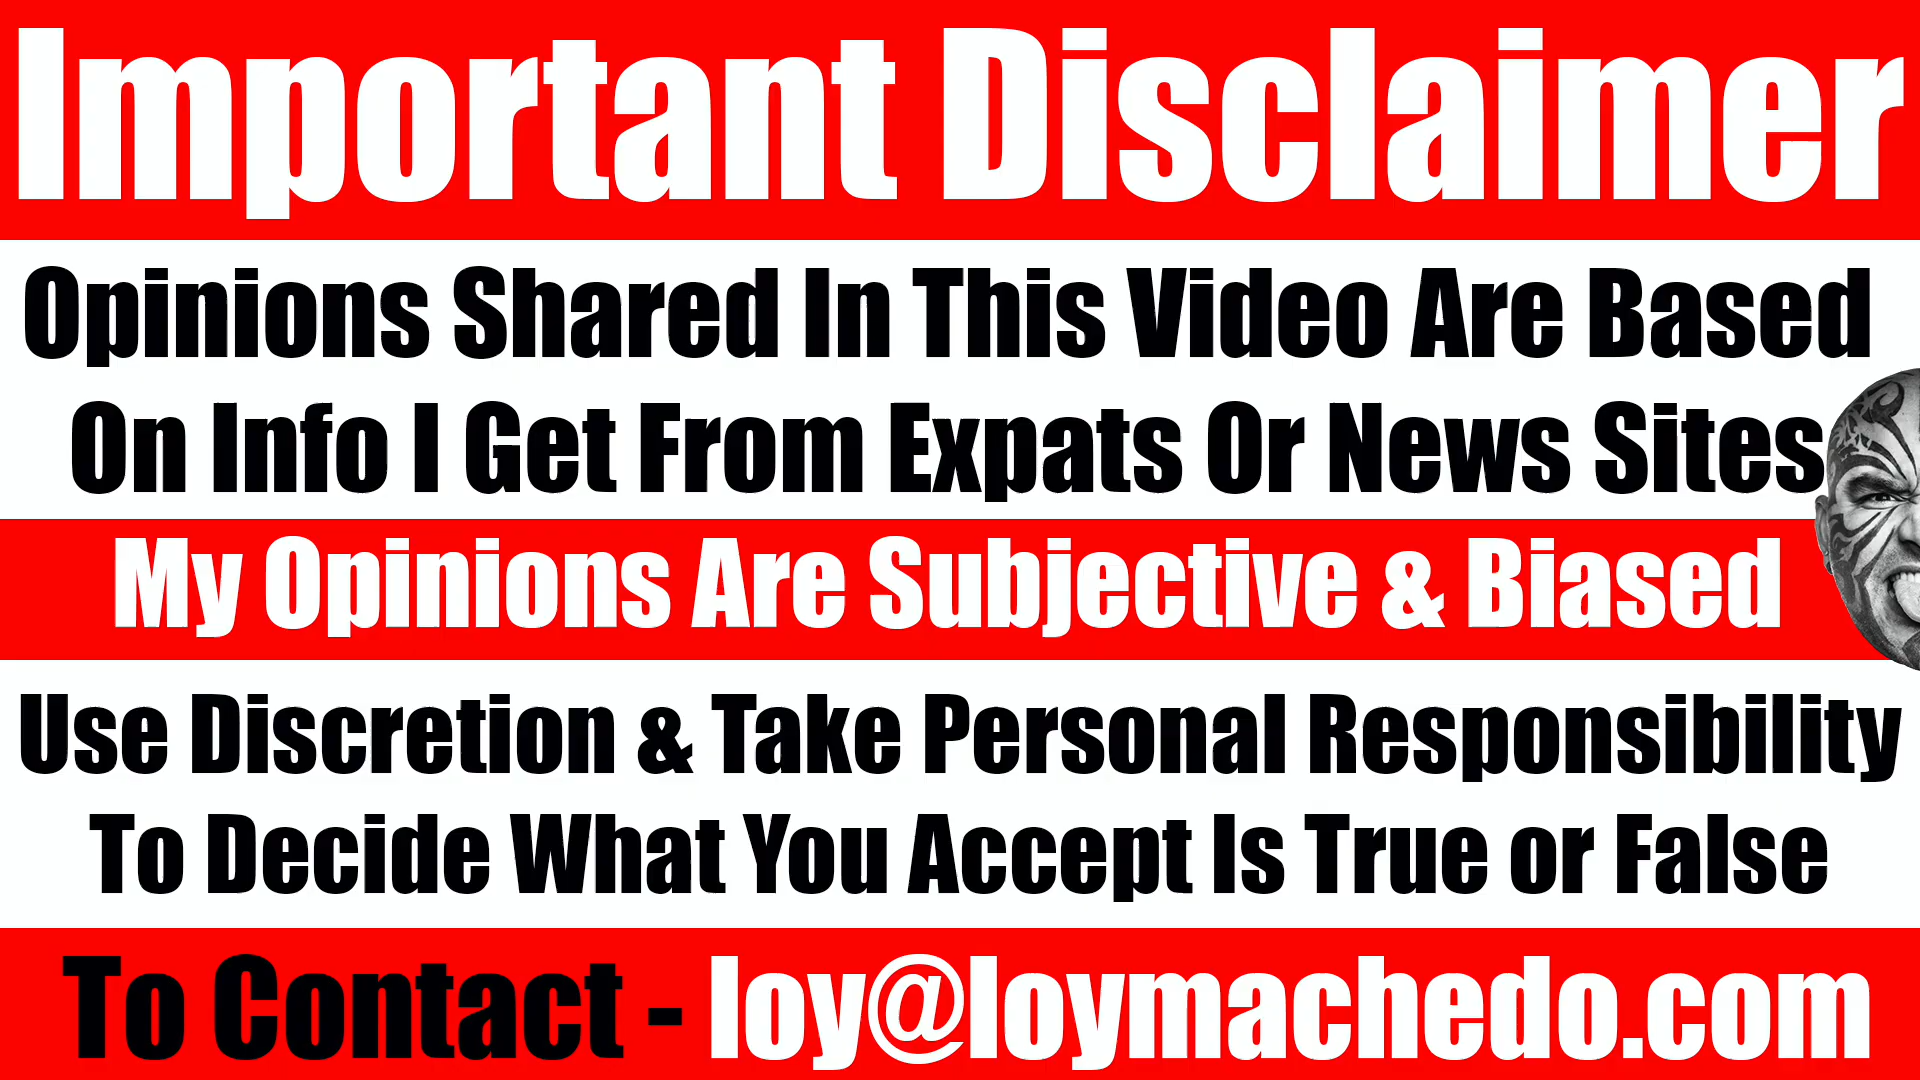 Important Disclaimer
Opinions Shared In This Video Are Based
On Info I Get From Expats Or News Sites
My Opinions Are Subjective & Biased
Use Discretion & Take Personal Responsibility
To Decide What You Accept Is True or False
To Contact - loy@loymachedo.com